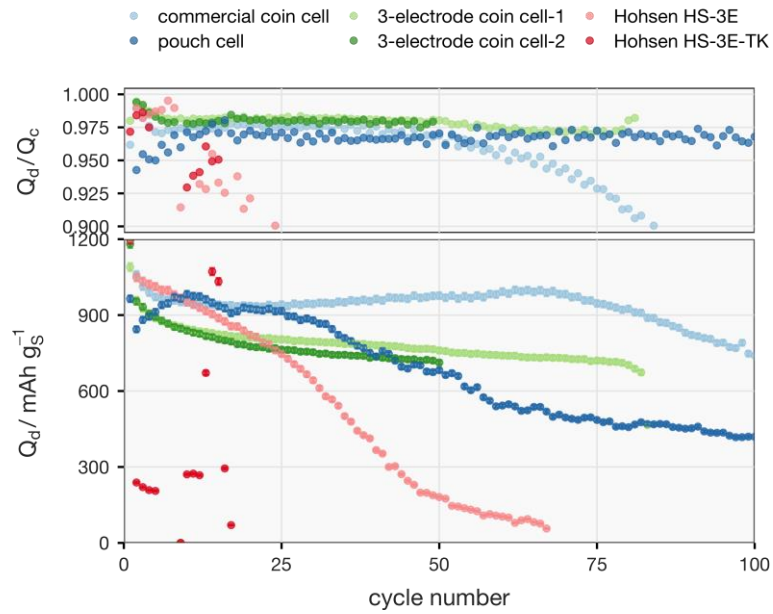 commercial coin cell 3-electrode coin cell-1 Hohsen HS-3E
pouch cell 3-electrode coin cell-2 Hohsen HS-3E-TK
1.000
0.975
0.950
0.925
0.900
Qd/Qc
1200
900
600
300
0
Qd/ mAh gS−1
0 25 50 75 100
cycle number